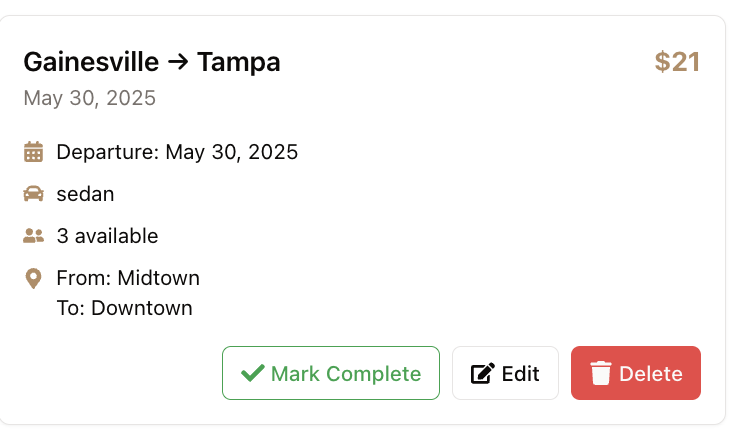 Gainesville → Tampa
$21
May 30, 2025
Departure: May 30, 2025
sedan
3 available
From: Midtown
To: Downtown
Mark Complete
Edit
Delete